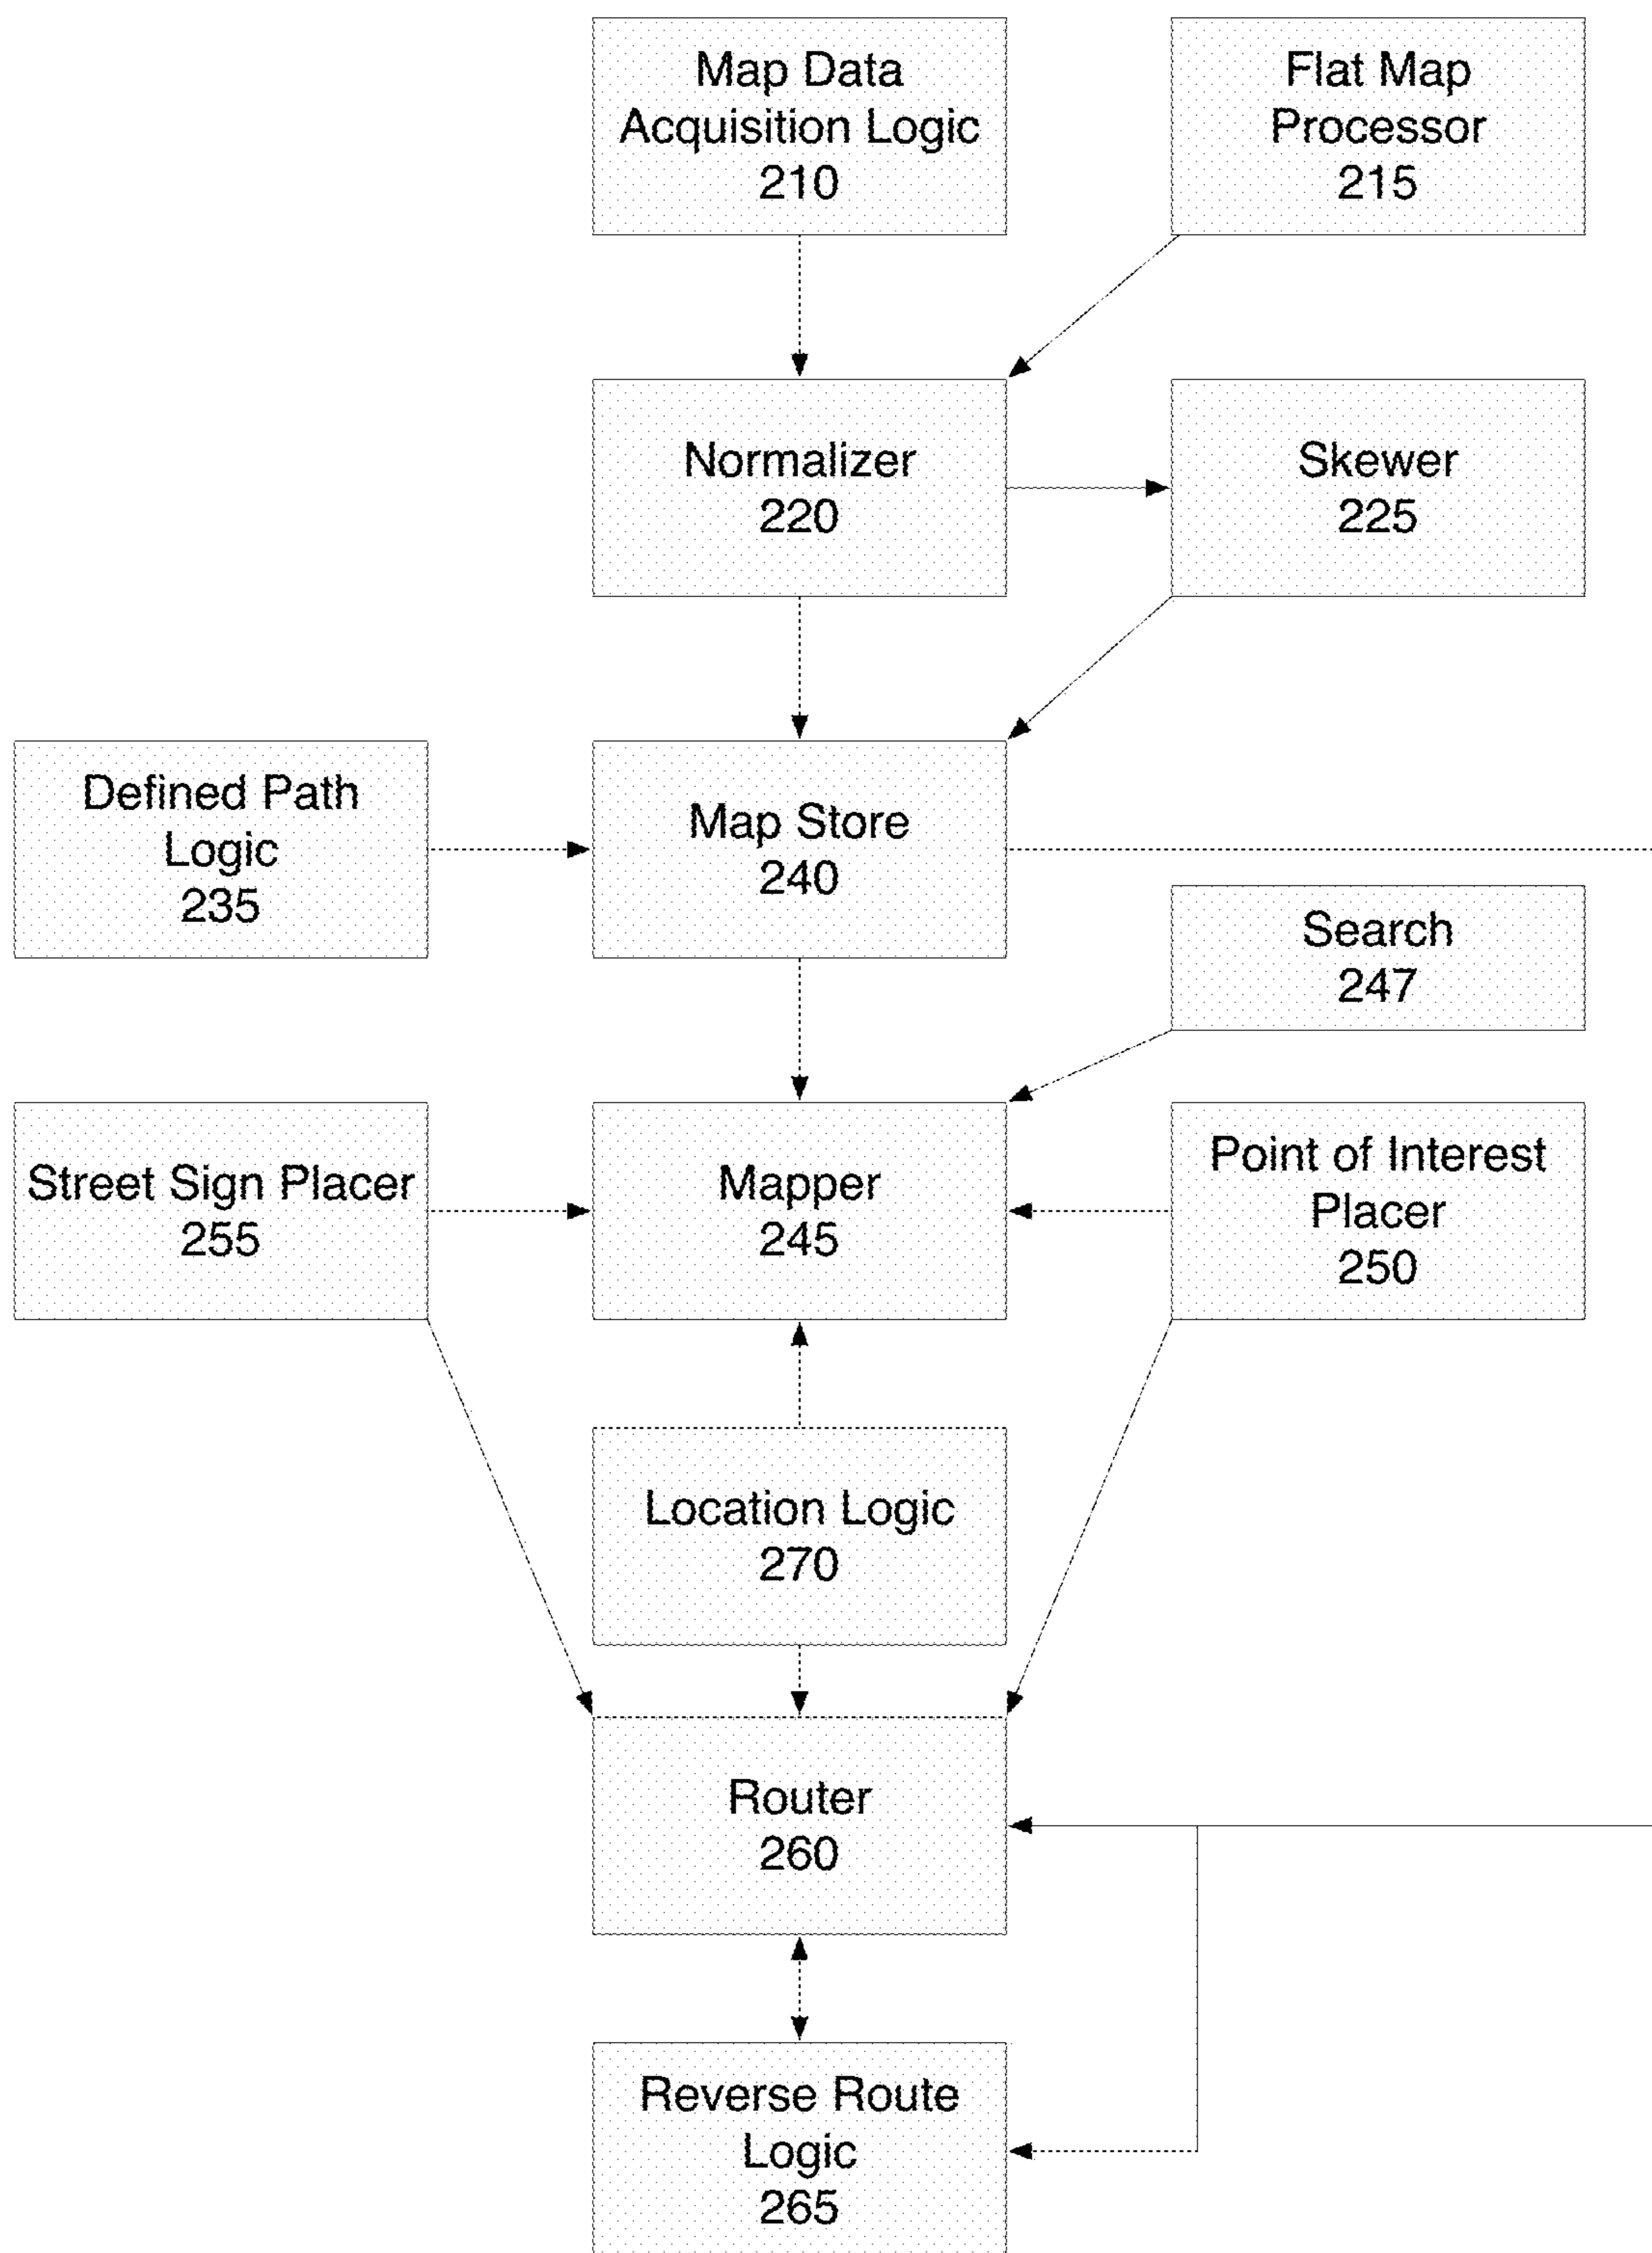 Map Data
Acquisition Logic
210
Flat Map
Processor
215
Normalizer
220
Skewer
225
Defined Path
Logic
235
Map Store
240
Search
247
Street Sign Placer
255
Mapper
245
Point of Interest
Placer
250
Location Logic
270
Router
260
Reverse Route
Logic
265